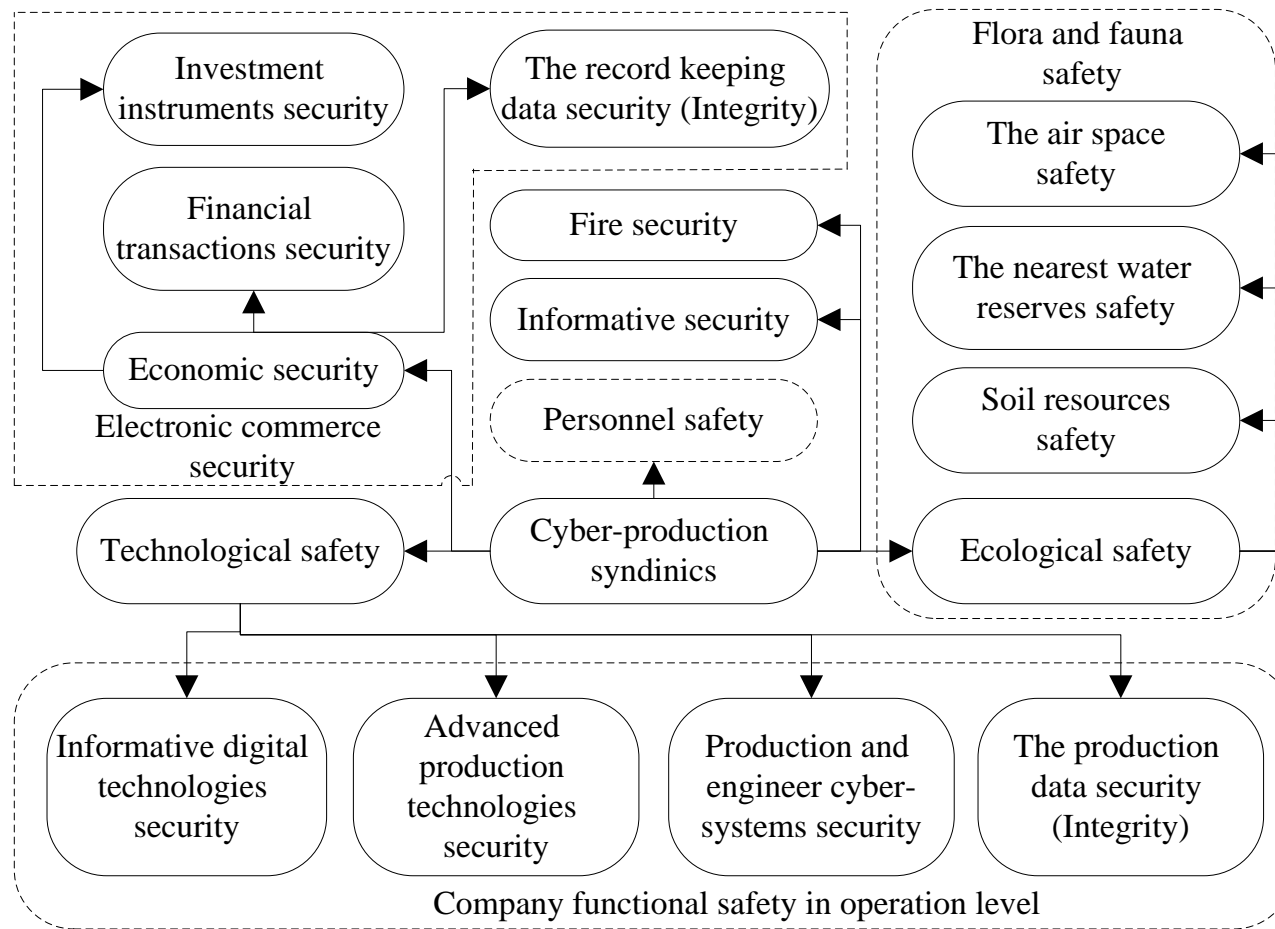 Investment
instruments security
The record keeping
data security (Integrity)
Flora and fauna
safety
The air space
safety
Financial
transactions security
Fire security
The nearest water
reserves safety
Informative security
Economic security
Electronic commerce
security
Personnel safety
Soil resources
safety
Technological safety
Cyber-production
syndinics
Ecological safety
Informative digital
technologies
security
Advanced
production
technologies
security
Production and
engineer cyber-
systems security
The production
data security
(Integrity)
Company functional safety in operation level